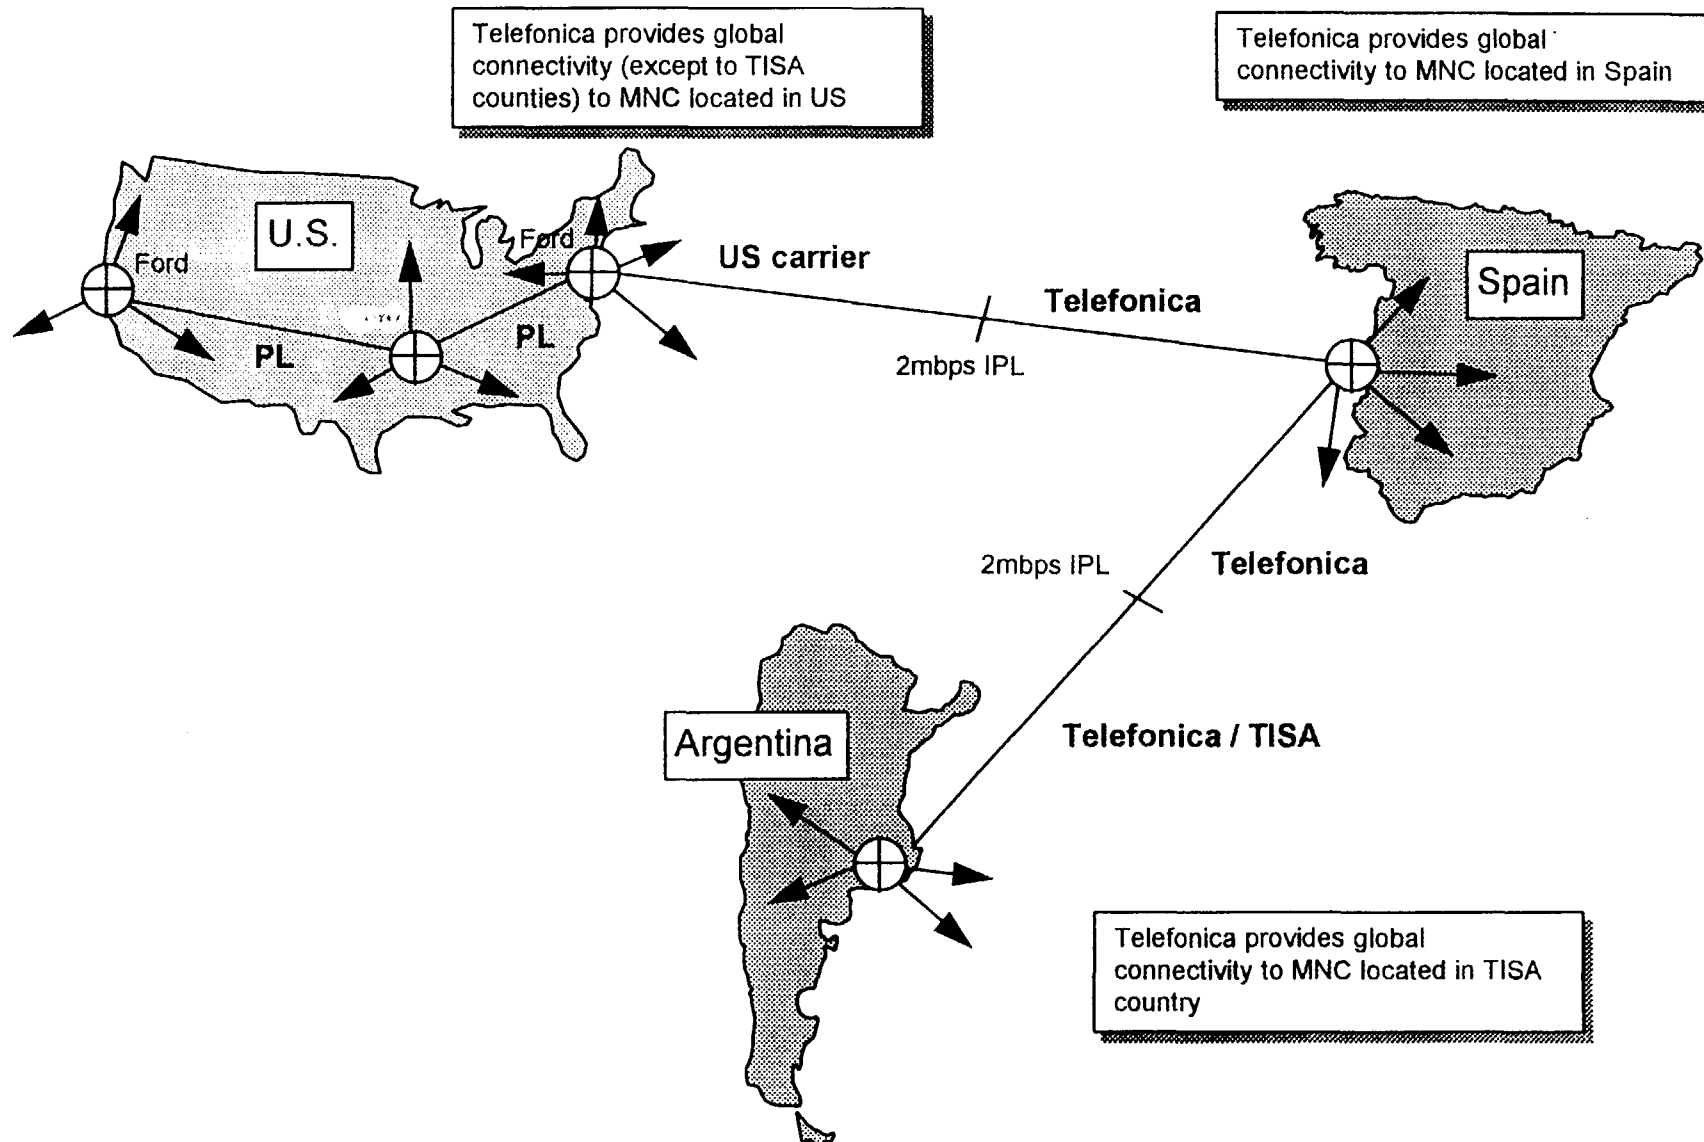 Telefonica provides global
connectivity (except to TISA
counties) to MNC located in US
Telefonica provides global
connectivity to MNC located in Spain
U.S.
Ford
Ford
US carrier
Telefonica
Spain
PL
PL
2mbps IPL
2mbps IPL
Telefonica
Argentina
Telefonica / TISA
Telefonica provides global
connectivity to MNC located in TISA
country